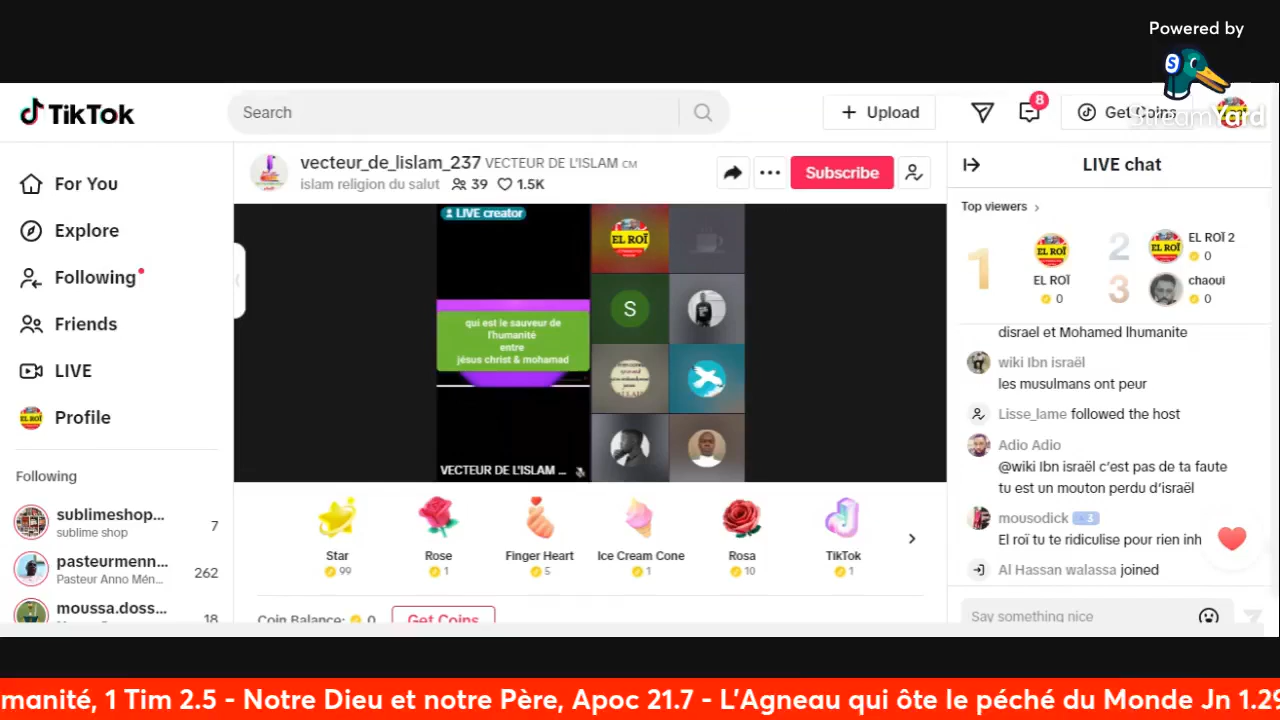 Powered by
StreamYard
TikTok
Search
Upload
8
Get Coins
For You
Explore
Following
Friends
LIVE
Profile
Following
sublimeshop...
sublime shop
7
pasteurmenn...
Pasteur Anno Mén...
262
moussa.doss...
18
vecteur_de_lislam_237 VECTEUR DE L'ISLAM CM
islam religion du salut 39 1.5K
Subscribe
LIVE creator
qui est le sauveur de
l'humanité
entre
jésus christ & mohamad
VECTEUR DE L'ISLAM ...
EL ROÏ
S
Star
99
Rose
1
Finger Heart
5
Ice Cream Cone
1
Rosa
10
TikTok
1
Coin Balance: 0
Get Coins
LIVE chat
Top viewers
1
EL ROÏ
0
2
EL ROÏ 2
0
3
chaoui
0
disrael et Mohamed lhumanite
wiki Ibn israël
les musulmans ont peur
Lisse_lame followed the host
Adio Adio
@wiki Ibn israël c'est pas de ta faute
tu est un mouton perdu d'israël
mousodick 3
El roï tu te ridiculise pour rien inh
Al Hassan walassa joined
Say something nice
manité, 1 Tim 2.5 - Notre Dieu et notre Père, Apoc 21.7 - L'Agneau qui ôte le péché du Monde Jn 1.29